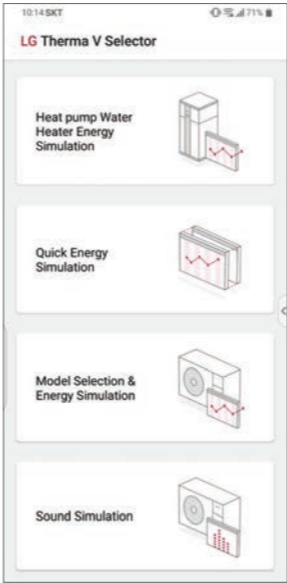 10:14 SKT
71%
LG Therma V Selector
Heat pump Water
Heater Energy
Simulation
Quick Energy
Simulation
Model Selection &
Energy Simulation
Sound Simulation